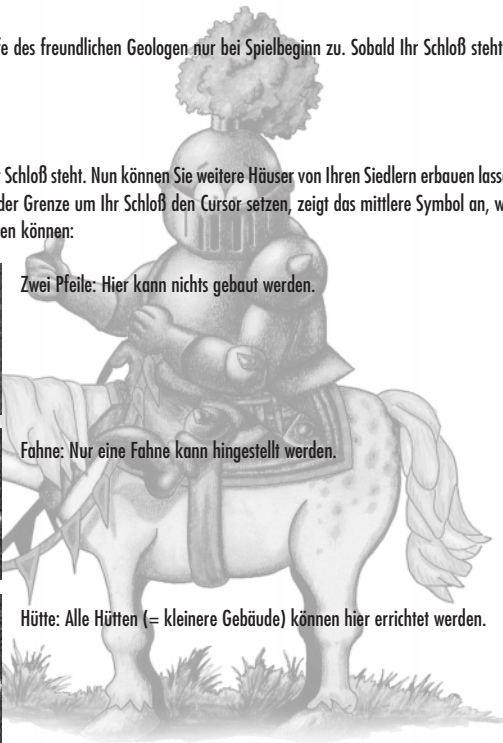 fe des freundlichen Geologen nur bei Spielbeginn zu. Sobald Ihr Schloß steht,
Schloß steht. Nun können Sie weitere Häuser von Ihren Siedlern erbauen lasse
der Grenze um Ihr Schloß den Cursor setzen, zeigt das mittlere Symbol an, w
en können:
Zwei Pfeile: Hier kann nichts gebaut werden.
Fahne: Nur eine Fahne kann hingestellt werden.
Hütte: Alle Hütten (= kleinere Gebäude) können hier errichtet werden.